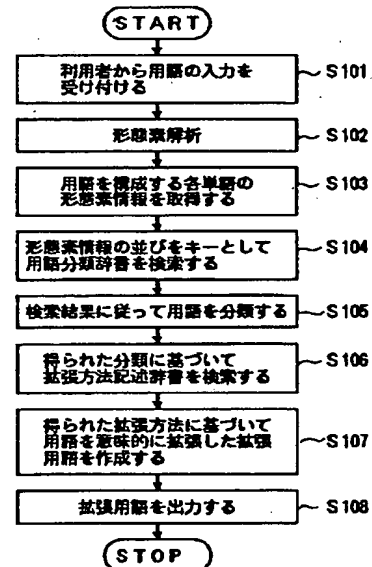 START
利用者から用語の入力を
受け付ける
S101
形態素解析
S102
用語を構成する各単語の
形態素情報を取得する
S103
形態素情報の並びをキーとして
用語分類辞書を検索する
S104
検索結果に従って用語を分類する
S105
得られた分類に基づいて
拡張方法記述辞書を検索する
S106
得られた拡張方法に基づいて
用語を意味的に拡張した拡張
用語を作成する
S107
拡張用語を出力する
S108
STOP